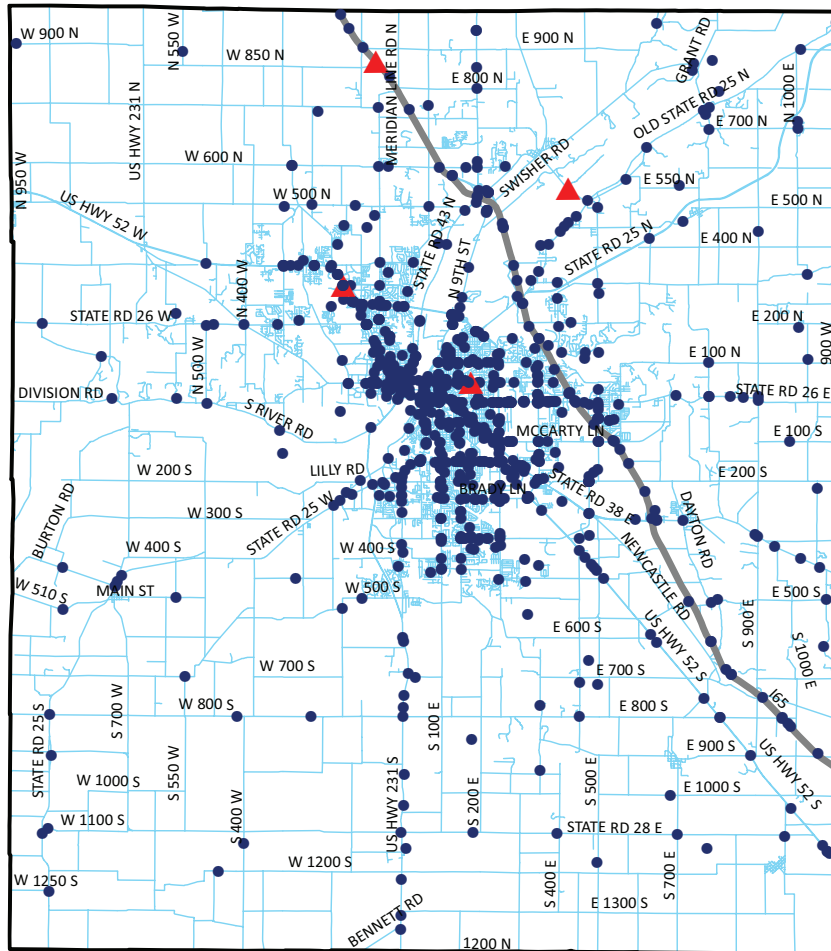 W 900 N
N 550 W
W 850 N
MERIDIAN LINE RD N
E 900 N
GRANT RD
E 800 N
N 1000 E
OLD STATE RD 25 N
US HWY 231 N
E 700 N
W 600 N
SWISHER RD
N 950 W
US HWY 52 W
W 500 N
E 550 N
E 500 N
STATE RD 43 N
N 9TH ST
STATE RD 25 N
E 400 N
N 400 W
STATE RD 26 W
E 200 N
900 W
N 500 W
E 100 N
DIVISION RD
STATE RD 26 E
S RIVER RD
MCCARTY LN
E 100 S
W 200 S
LILLY RD
E 200 S
BRADY LN
STATE RD 38 E
BURTON RD
W 300 S
STATE RD 25 W
DAYTON RD
W 400 S
W 400 S
NEWCASTLE RD
W 510 S
MAIN ST
W 500 S
E 500 S
S 900 E
E 600 S
US HWY 52 S
S 1000 E
W 700 S
E 700 S
S 700 W
W 800 S
S 100 E
E 800 S
I65
STATE RD 25 S
S 550 W
E 900 S
US HWY 52 S
W 1000 S
US HWY 231 S
S 200 E
S 500 E
E 1000 S
W 1100 S
S 400 W
STATE RD 28 E
W 1200 S
S 400 E
S 700 E
W 1250 S
BENNETT RD
E 1300 S
1200 N